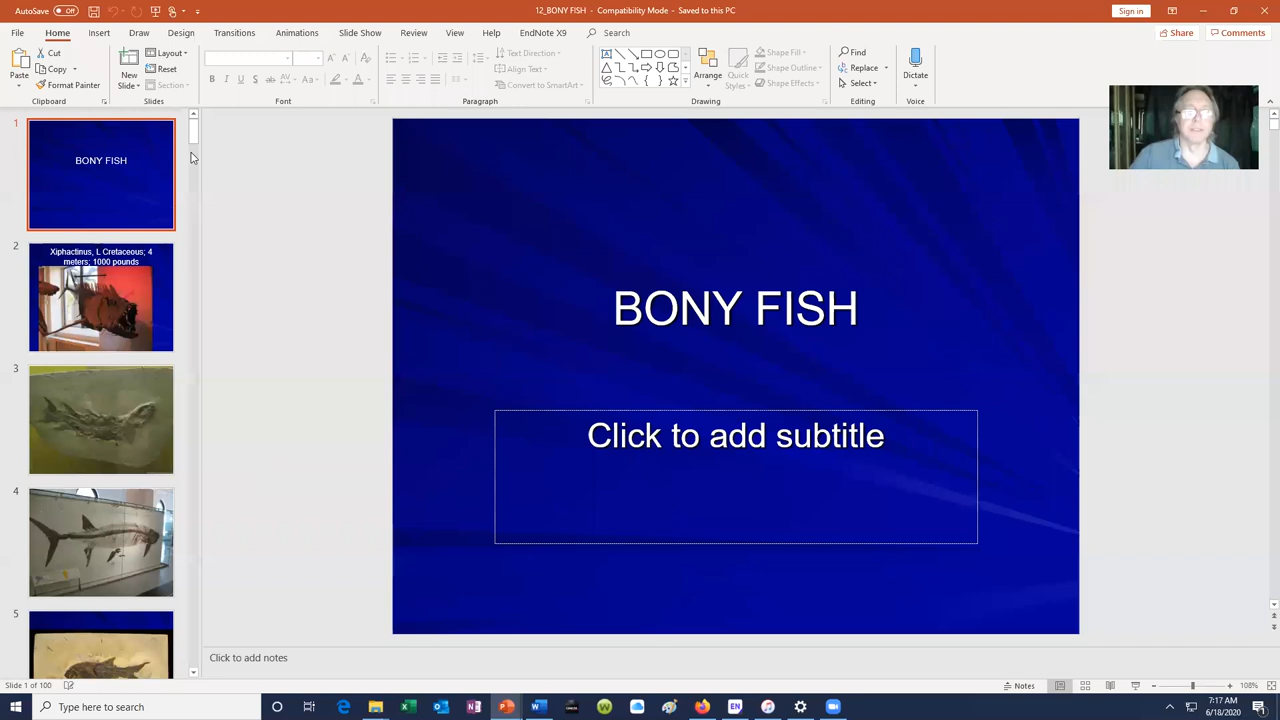 AutoSave Off
12_BONY FISH - Compatibility Mode - Saved to this PC
Sign in
File Home Insert Draw Design Transitions Animations Slide Show Review View Help EndNote X9 Search
Share Comments
Paste
Cut
Copy
Format Painter
Clipboard
New Slide
Layout
Reset
Section
Slides
Font
Text Direction
Align Text
Convert to SmartArt
Paragraph
Arrange
Quick Styles
Shape Fill
Shape Outline
Shape Effects
Drawing
Find
Replace
Select
Editing
Dictate
Voice
1
BONY FISH
2
Xiphactinus, L Cretaceous; 4
meters; 1000 pounds
3
4
5
BONY FISH
Click to add subtitle
Click to add notes
Slide 1 of 100
Notes
108%
Type here to search
7:17 AM
6/18/2020